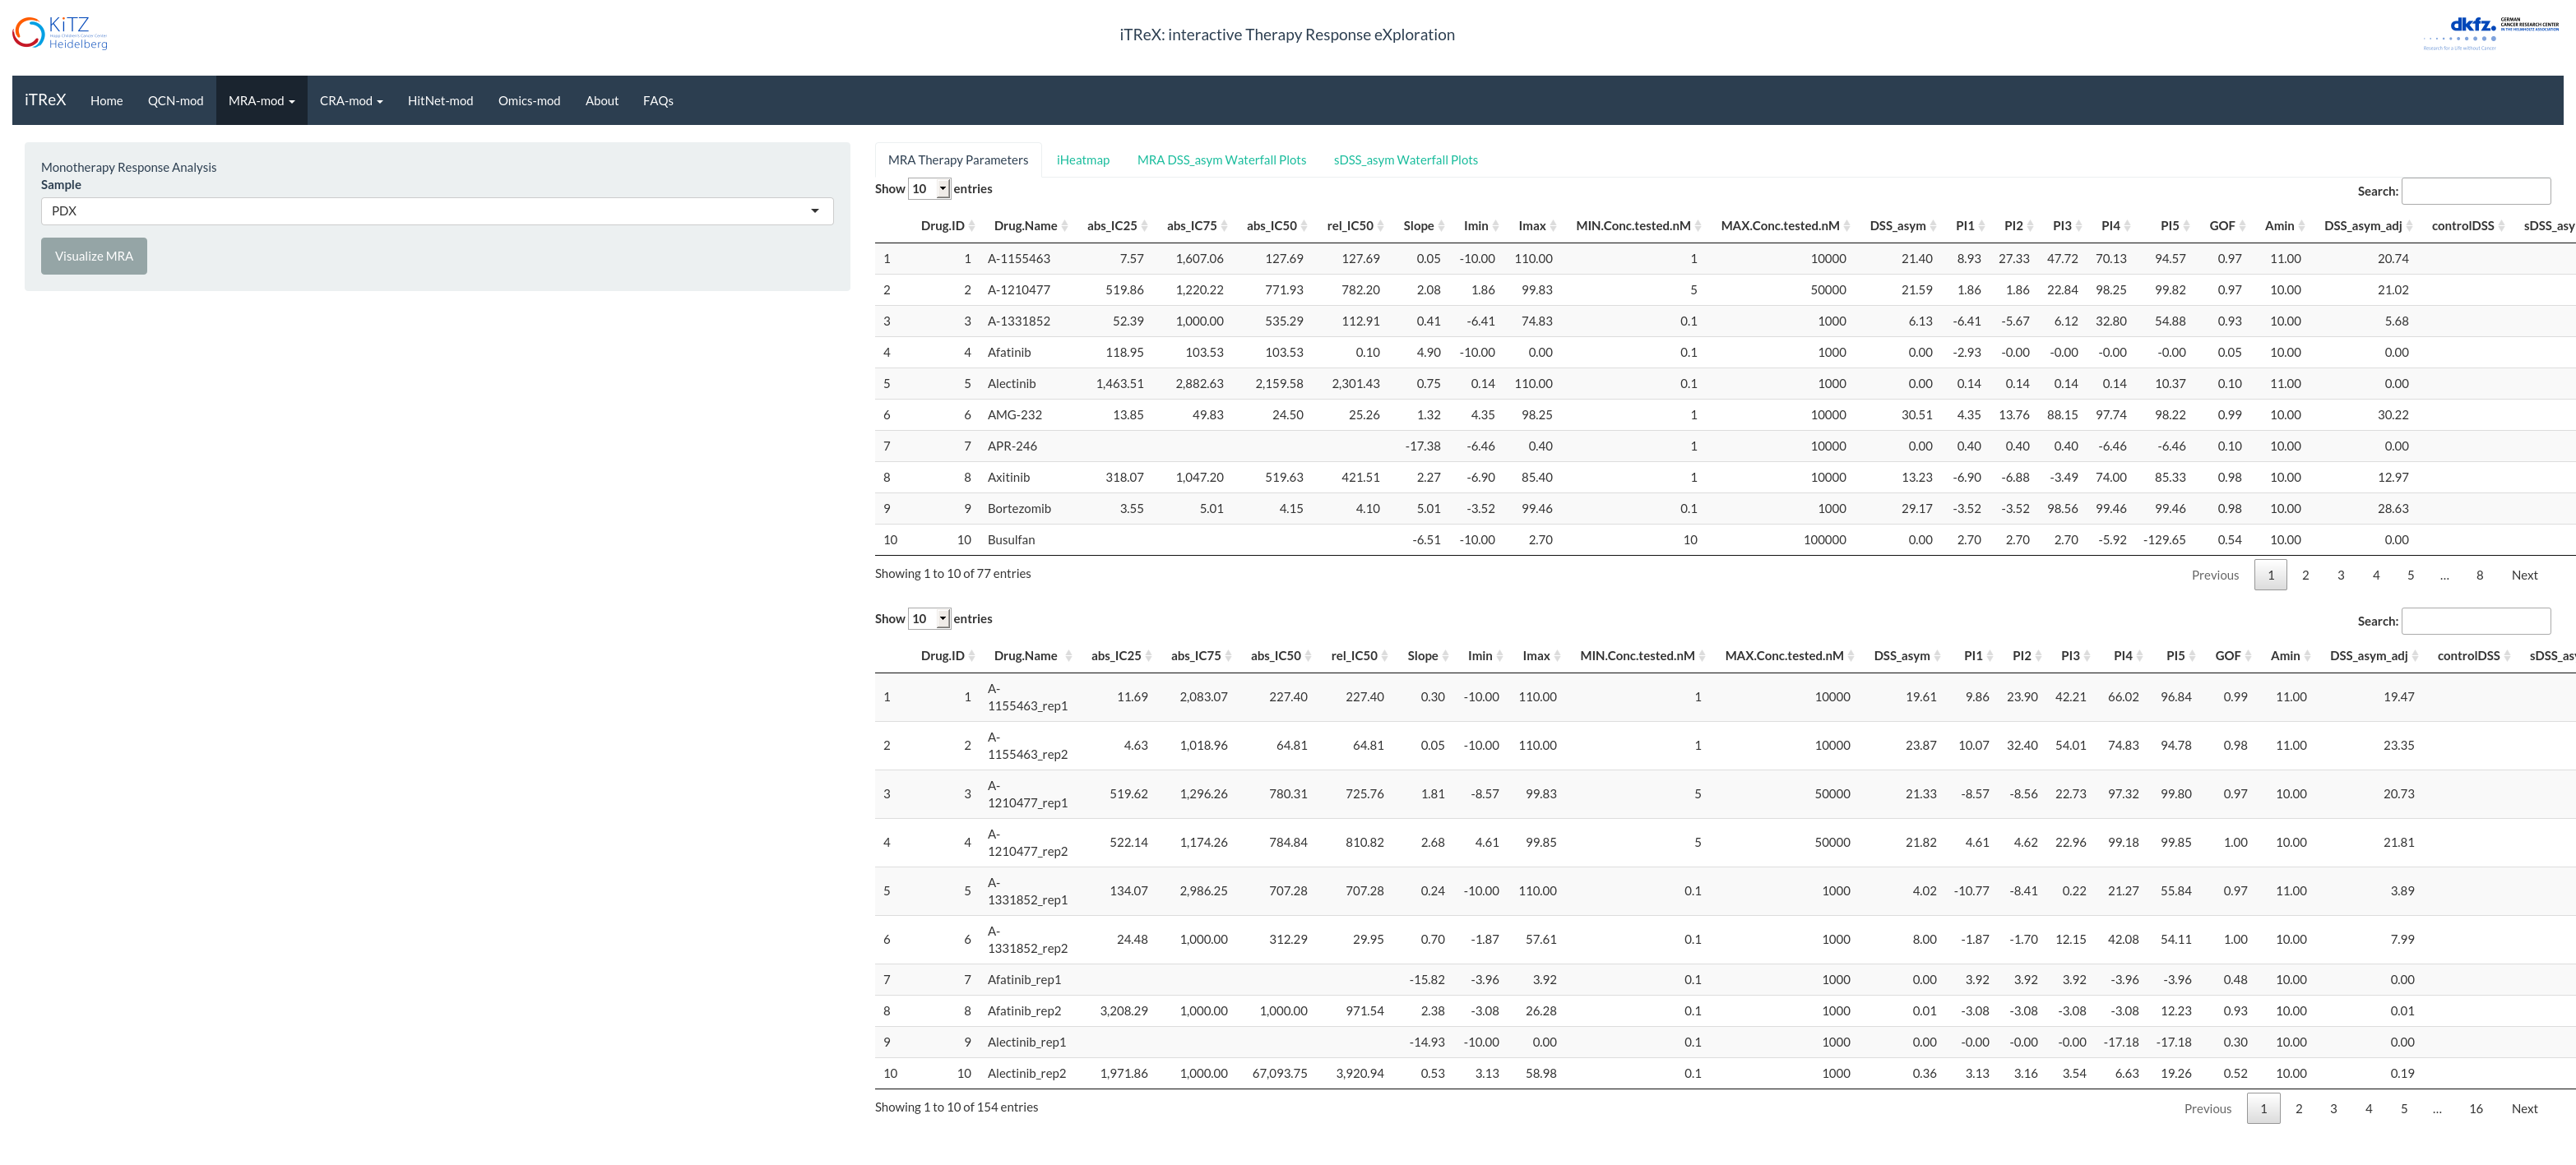 KiTZ
Heidelberg
iTReX: interactive Therapy Response eXploration
dkfz.
GERMAN
CANCER RESEARCH CENTER
IN THE HELMHOLTZ ASSOCIATION
Research for a Life without Cancer
iTReX Home QCN-mod MRA-mod CRA-mod HitNet-mod Omics-mod About FAQs
Monotherapy Response Analysis
Sample
PDX
Visualize MRA
MRA Therapy Parameters iHeatmap MRA DSS_asym Waterfall Plots sDSS_asym Waterfall Plots
Show 10 entries Search:
Drug.ID Drug.Name abs_IC25 abs_IC75 abs_IC50 rel_IC50 Slope Imin Imax MIN.Conc.tested.nM MAX.Conc.tested.nM DSS_asym PI1 PI2 PI3 PI4 PI5 GOF Amin DSS_asym_adj controlDSS sDSS_asy
1 1 A-1155463 7.57 1,607.06 127.69 127.69 0.05 -10.00 110.00 1 10000 21.40 8.93 27.33 47.72 70.13 94.57 0.97 11.00 20.74
2 2 A-1210477 519.86 1,220.22 771.93 782.20 2.08 1.86 99.83 5 50000 21.59 1.86 1.86 22.84 98.25 99.82 0.97 10.00 21.02
3 3 A-1331852 52.39 1,000.00 535.29 112.91 0.41 -6.41 74.83 0.1 1000 6.13 -6.41 -5.67 6.12 32.80 54.88 0.93 10.00 5.68
4 4 Afatinib 118.95 103.53 103.53 0.10 4.90 -10.00 0.00 0.1 1000 0.00 -2.93 -0.00 -0.00 -0.00 -0.00 0.05 10.00 0.00
5 5 Alectinib 1,463.51 2,882.63 2,159.58 2,301.43 0.75 0.14 110.00 0.1 1000 0.00 0.14 0.14 0.14 0.14 10.37 0.10 11.00 0.00
6 6 AMG-232 13.85 49.83 24.50 25.26 1.32 4.35 98.25 1 10000 30.51 4.35 13.76 88.15 97.74 98.22 0.99 10.00 30.22
7 7 APR-246 -17.38 -6.46 0.40 1 10000 0.00 0.40 0.40 0.40 -6.46 -6.46 0.10 10.00 0.00
8 8 Axitinib 318.07 1,047.20 519.63 421.51 2.27 -6.90 85.40 1 10000 13.23 -6.90 -6.88 -3.49 74.00 85.33 0.98 10.00 12.97
9 9 Bortezomib 3.55 5.01 4.15 4.10 5.01 -3.52 99.46 0.1 1000 29.17 -3.52 -3.52 98.56 99.46 99.46 0.98 10.00 28.63
10 10 Busulfan -6.51 -10.00 2.70 10 100000 0.00 2.70 2.70 2.70 -5.92 -129.65 0.54 10.00 0.00
Showing 1 to 10 of 77 entries Previous 1 2 3 4 5 … 8 Next
Show 10 entries Search:
Drug.ID Drug.Name abs_IC25 abs_IC75 abs_IC50 rel_IC50 Slope Imin Imax MIN.Conc.tested.nM MAX.Conc.tested.nM DSS_asym PI1 PI2 PI3 PI4 PI5 GOF Amin DSS_asym_adj controlDSS sDSS_as
A-
1 1 1155463_rep1 11.69 2,083.07 227.40 227.40 0.30 -10.00 110.00 1 10000 19.61 9.86 23.90 42.21 66.02 96.84 0.99 11.00 19.47
A-
2 2 1155463_rep2 4.63 1,018.96 64.81 64.81 0.05 -10.00 110.00 1 10000 23.87 10.07 32.40 54.01 74.83 94.78 0.98 11.00 23.35
A-
3 3 1210477_rep1 519.62 1,296.26 780.31 725.76 1.81 -8.57 99.83 5 50000 21.33 -8.57 -8.56 22.73 97.32 99.80 0.97 10.00 20.73
A-
4 4 1210477_rep2 522.14 1,174.26 784.84 810.82 2.68 4.61 99.85 5 50000 21.82 4.61 4.62 22.96 99.18 99.85 1.00 10.00 21.81
A-
5 5 1331852_rep1 134.07 2,986.25 707.28 707.28 0.24 -10.00 110.00 0.1 1000 4.02 -10.77 -8.41 0.22 21.27 55.84 0.97 11.00 3.89
A-
6 6 1331852_rep2 24.48 1,000.00 312.29 29.95 0.70 -1.87 57.61 0.1 1000 8.00 -1.87 -1.70 12.15 42.08 54.11 1.00 10.00 7.99
7 7 Afatinib_rep1 -15.82 -3.96 3.92 0.1 1000 0.00 3.92 3.92 3.92 -3.96 -3.96 0.48 10.00 0.00
8 8 Afatinib_rep2 3,208.29 1,000.00 1,000.00 971.54 2.38 -3.08 26.28 0.1 1000 0.01 -3.08 -3.08 -3.08 -3.08 12.23 0.93 10.00 0.01
9 9 Alectinib_rep1 -14.93 -10.00 0.00 0.1 1000 0.00 -0.00 -0.00 -0.00 -17.18 -17.18 0.30 10.00 0.00
10 10 Alectinib_rep2 1,971.86 1,000.00 67,093.75 3,920.94 0.53 3.13 58.98 0.1 1000 0.36 3.13 3.16 3.54 6.63 19.26 0.52 10.00 0.19
Showing 1 to 10 of 154 entries Previous 1 2 3 4 5 … 16 Next